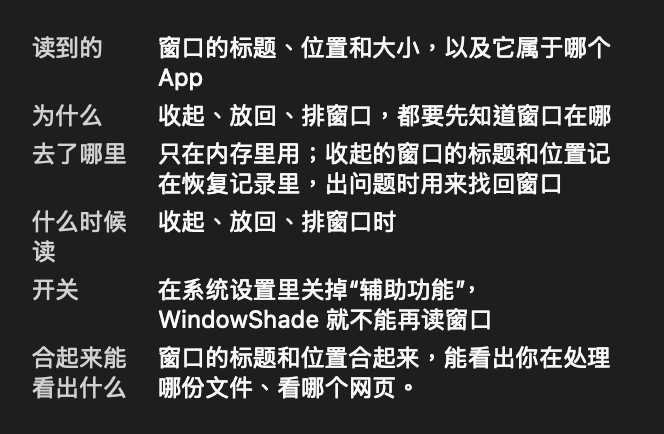 读到的 窗口的标题、位置和大小，以及它属于哪个
App
为什么 收起、放回、排窗口，都要先知道窗口在哪
去了哪里 只在内存里用；收起的窗口的标题和位置记
在恢复记录里，出问题时用来找回窗口
什么时候 收起、放回、排窗口时
读
开关 在系统设置里关掉“辅助功能”，
WindowShade 就不能再读窗口
合起来能 窗口的标题和位置合起来，能看出你在处理
看出什么 哪份文件、看哪个网页。